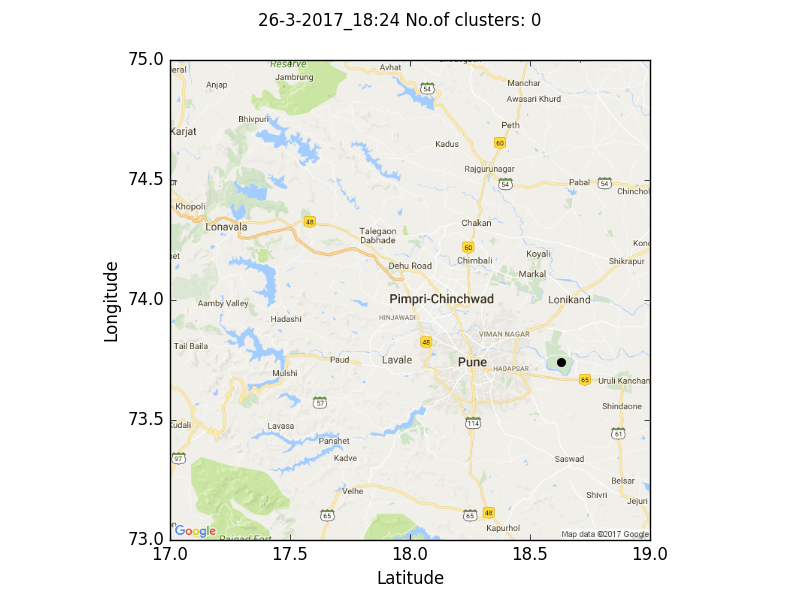 26-3-2017_18:24 No.of clusters: 0
75.0
74.5
74.0
73.5
73.0
Longitude
17.0 17.5 18.0 18.5 19.0
Latitude
Reserve
Jambrung
Avhat
eral
Anjap
54
Manchar
Awasari Khurd
Bhivpuri
Karjat
Peth
Kadus
60
Rajgurunagar
54
Pabal
54
Chinchol
Khopoli
Lonavala
48
Talegaon
Dabhade
Chakan
60
Chimbali
Koyali
Shikrapur
Dehu Road
Markal
Aamby Valley
Pimpri-Chinchwad
Lonikand
Hadashi
HINJAWADI
VIMAN NAGAR
Tail Baila
48
Paud
Lavale
Pune
HADAPSAR
Mulshi
65
Uruli Kanchan
57
Shindaone
Kudali
Lavasa
114
61
Panshet
97
Kadve
Saswad
Velhe
Belsar
Shivri
Jejuri
65
65
48
Kapurhol
Google
Map data ©2017 Google